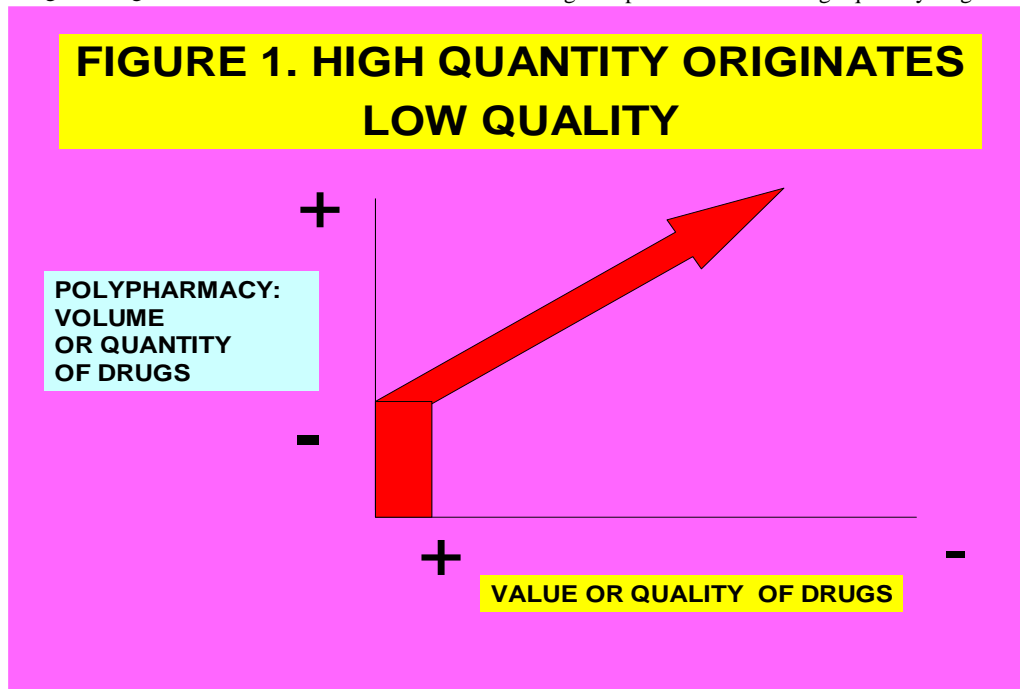 FIGURE 1. HIGH QUANTITY ORIGINATES
LOW QUALITY
+
POLYPHARMACY:
VOLUME
OR QUANTITY
OF DRUGS
-
+
-
VALUE OR QUALITY OF DRUGS